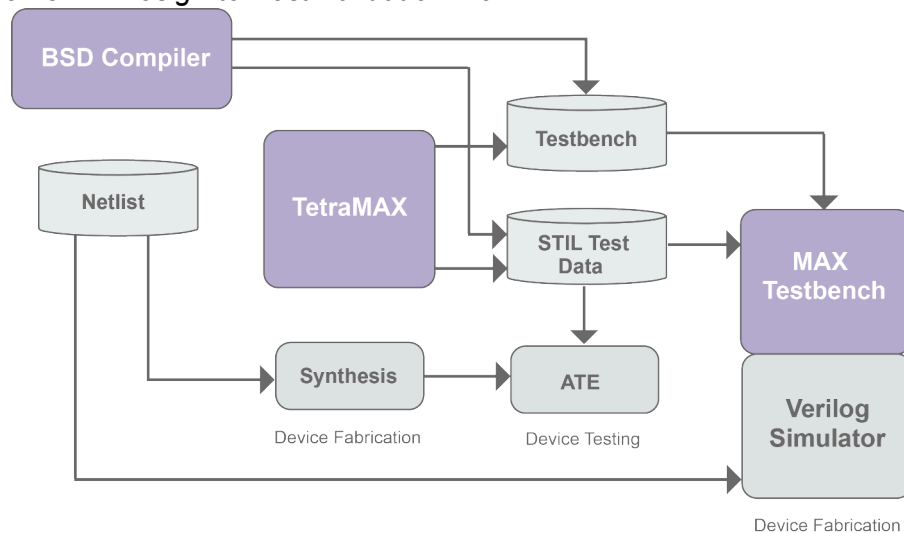 BSD Compiler
Testbench
Netlist
TetraMAX
STIL Test
Data
MAX
Testbench
Synthesis
ATE
Verilog
Simulator
Device Fabrication
Device Testing
Device Fabrication